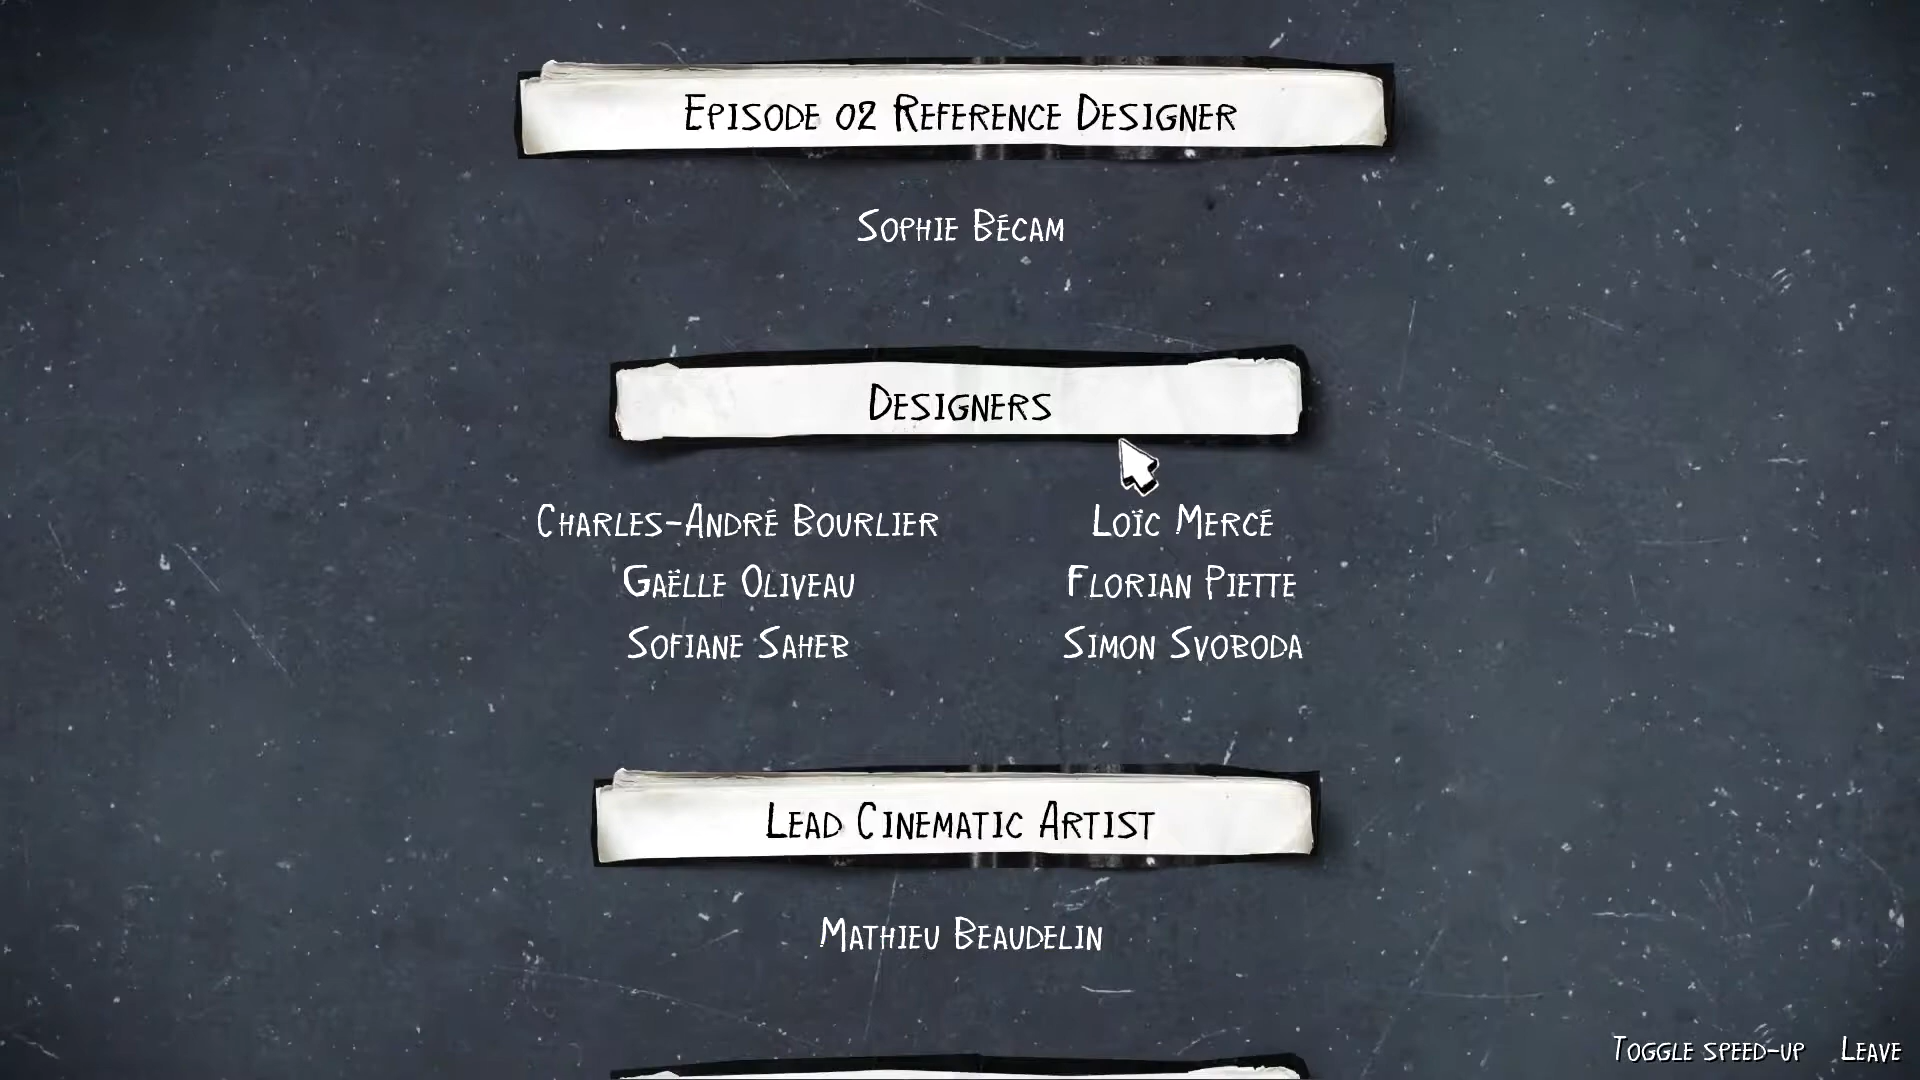 Episode 02 Reference Designer
Sophie Bécam
Designers
Charles-André Bourlier
Loïc Mercé
Gaëlle Oliveau
Florian Piette
Sofiane Saheb
Simon Svoboda
Lead Cinematic Artist
Mathieu Beaudelin
Toggle speed-up
Leave